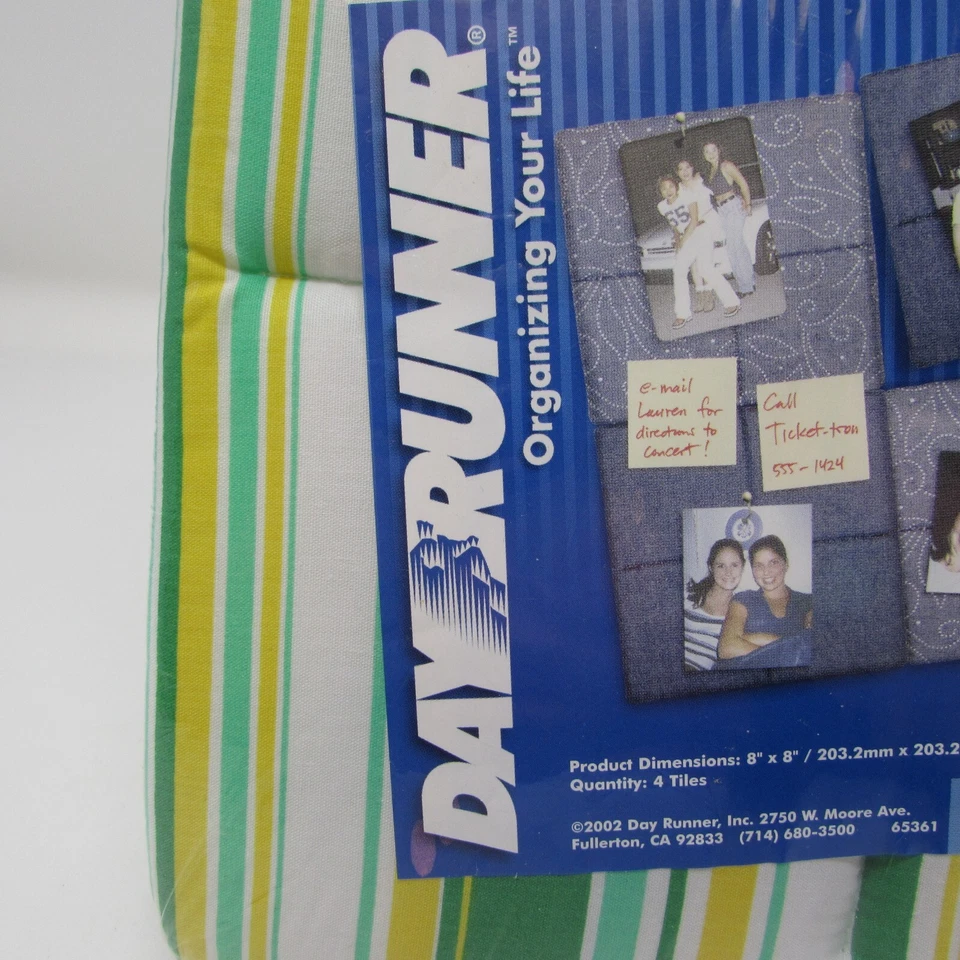 DAYRUNNER®
Organizing Your Life™
65
e-mail
Lauren for
directions to
concert!
Call
Ticket-tron
555-1424
Product Dimensions: 8" x 8" / 203.2mm x 203.2
Quantity: 4 Tiles
©2002 Day Runner, Inc. 2750 W. Moore Ave.
Fullerton, CA 92833 (714) 680-3500 65361